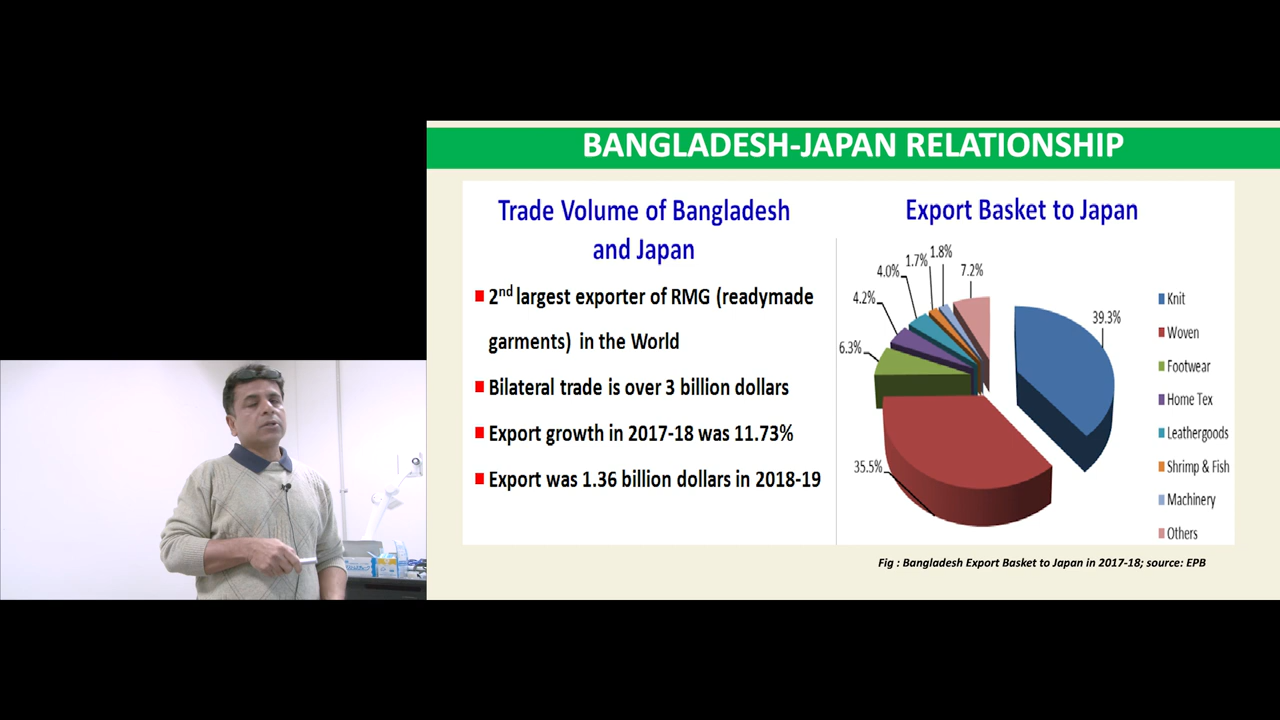 BANGLADESH-JAPAN RELATIONSHIP
Trade Volume of Bangladesh
and Japan
2nd largest exporter of RMG (readymade
garments) in the World
Bilateral trade is over 3 billion dollars
Export growth in 2017-18 was 11.73%
Export was 1.36 billion dollars in 2018-19
Export Basket to Japan
39.3%
35.5%
6.3%
4.2%
4.0%
1.7%
1.8%
7.2%
Knit
Woven
Footwear
Home Tex
Leathergoods
Shrimp & Fish
Machinery
Others
Fig : Bangladesh Export Basket to Japan in 2017-18; source: EPB